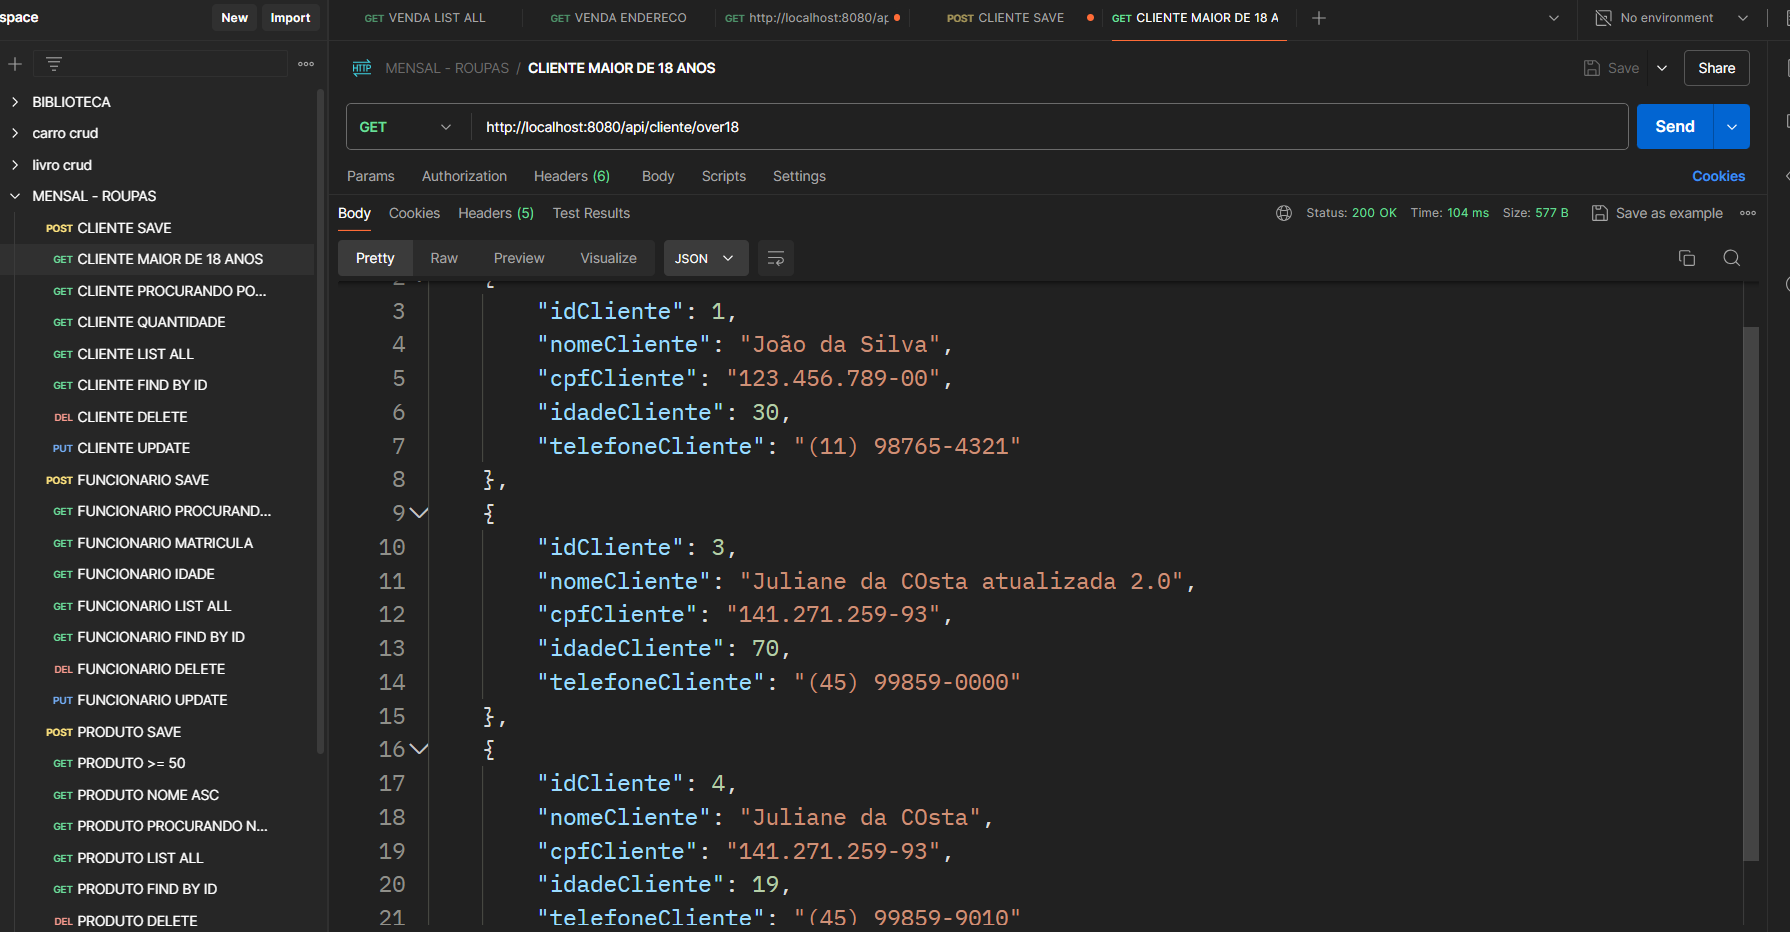 space
New
Import
GET VENDA LIST ALL
GET VENDA ENDERECO
GET http://localhost:8080/ap
POST CLIENTE SAVE
GET CLIENTE MAIOR DE 18 A
No environment
MENSAL - ROUPAS / CLIENTE MAIOR DE 18 ANOS
Save
Share
GET
http://localhost:8080/api/cliente/over18
Send
Params
Authorization
Headers (6)
Body
Scripts
Settings
Cookies
Body
Cookies
Headers (5)
Test Results
Status: 200 OK
Time: 104 ms
Size: 577 B
Save as example
Pretty
Raw
Preview
Visualize
JSON
BIBLIOTECA
carro crud
livro crud
MENSAL - ROUPAS
POST CLIENTE SAVE
GET CLIENTE MAIOR DE 18 ANOS
GET CLIENTE PROCURANDO PO...
GET CLIENTE QUANTIDADE
GET CLIENTE LIST ALL
GET CLIENTE FIND BY ID
DEL CLIENTE DELETE
PUT CLIENTE UPDATE
POST FUNCIONARIO SAVE
GET FUNCIONARIO PROCURAND...
GET FUNCIONARIO MATRICULA
GET FUNCIONARIO IDADE
GET FUNCIONARIO LIST ALL
GET FUNCIONARIO FIND BY ID
DEL FUNCIONARIO DELETE
PUT FUNCIONARIO UPDATE
POST PRODUTO SAVE
GET PRODUTO >= 50
GET PRODUTO NOME ASC
GET PRODUTO PROCURANDO N...
GET PRODUTO LIST ALL
GET PRODUTO FIND BY ID
DEL PRODUTO DELETE
2 {
3 "idCliente": 1,
4 "nomeCliente": "João da Silva",
5 "cpfCliente": "123.456.789-00",
6 "idadeCliente": 30,
7 "telefoneCliente": "(11) 98765-4321"
8 },
9 {
10 "idCliente": 3,
11 "nomeCliente": "Juliane da COsta atualizada 2.0",
12 "cpfCliente": "141.271.259-93",
13 "idadeCliente": 70,
14 "telefoneCliente": "(45) 99859-0000"
15 },
16 {
17 "idCliente": 4,
18 "nomeCliente": "Juliane da COsta",
19 "cpfCliente": "141.271.259-93",
20 "idadeCliente": 19,
21 "telefoneCliente": "(45) 99859-9010"